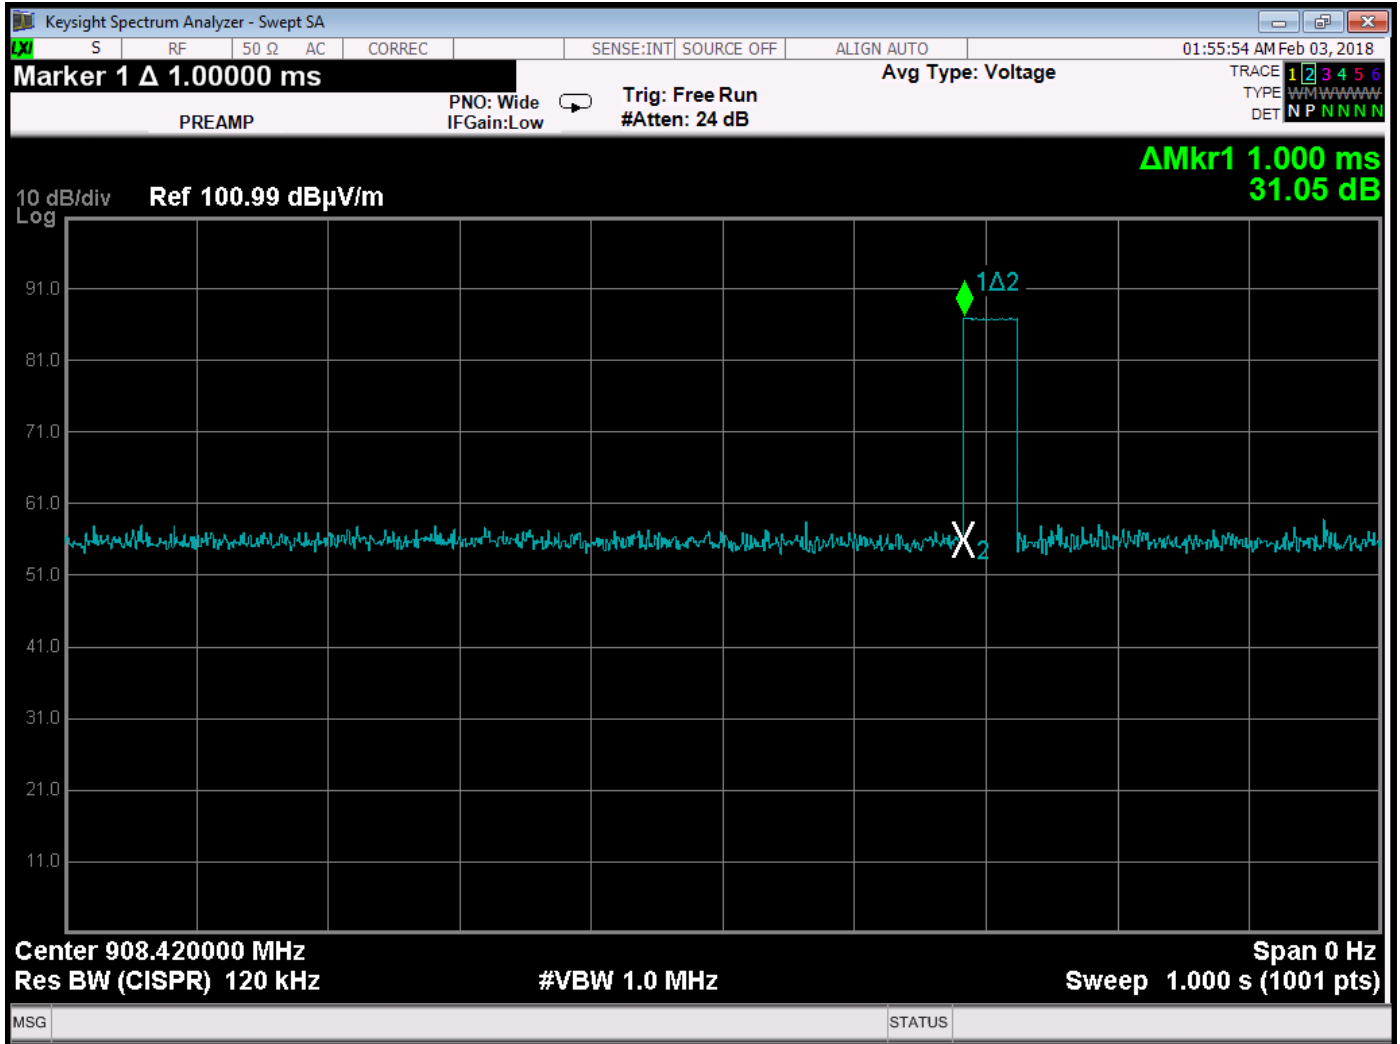 Keysight Spectrum Analyzer - Swept SA
LXI S RF 50 Ω AC CORREC SENSE:INT SOURCE OFF ALIGN AUTO 01:55:54 AM Feb 03, 2018
Marker 1 Δ 1.00000 ms
PREAMP
PNO: Wide
IFGain:Low
Trig: Free Run
#Atten: 24 dB
Avg Type: Voltage
TRACE 1 2 3 4 5 6
TYPE WMWWWW
DET N P N N N N
ΔMkr1 1.000 ms
31.05 dB
10 dB/div Ref 100.99 dBµV/m
Log
1Δ2
91.0
81.0
71.0
61.0
X2
51.0
41.0
31.0
21.0
11.0
Center 908.420000 MHz Span 0 Hz
Res BW (CISPR) 120 kHz #VBW 1.0 MHz Sweep 1.000 s (1001 pts)
MSG STATUS